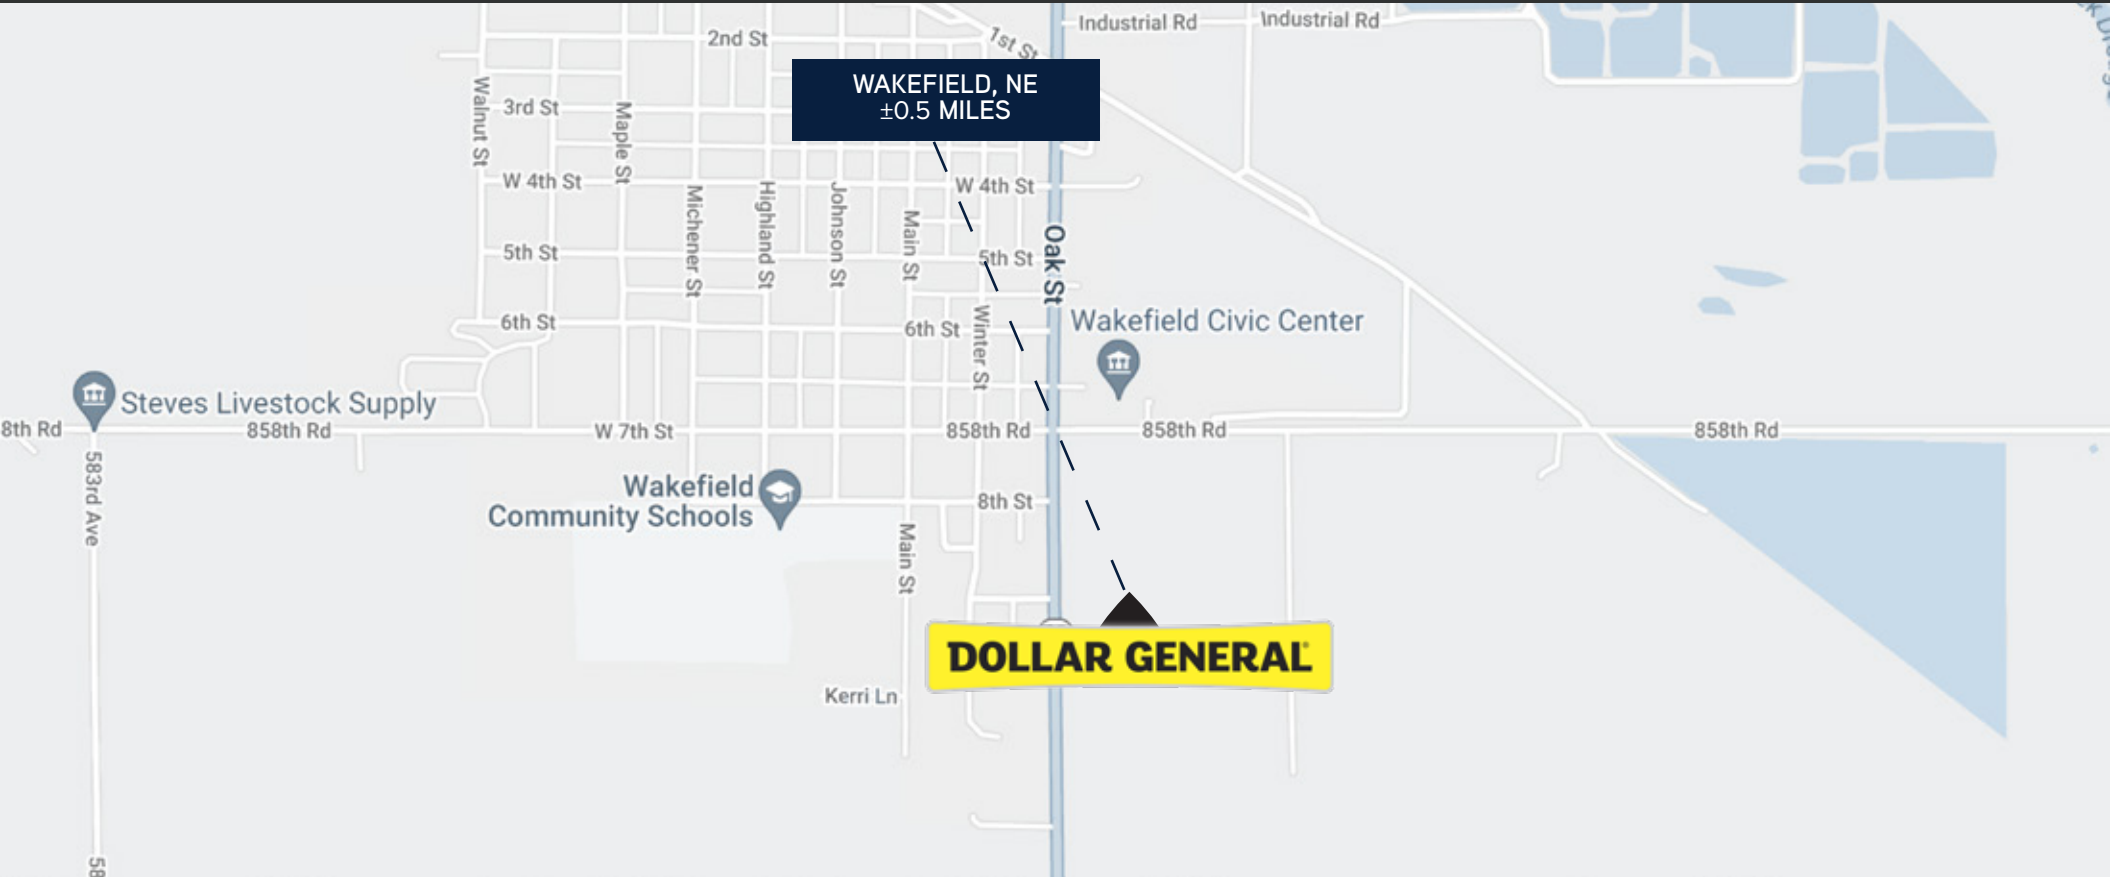 Industrial Rd
Industrial Rd
1st St
2nd St
WAKEFIELD, NE
±0.5 MILES
Walnut St
3rd St
Maple St
W 4th St
W 4th St
Michener St
Highland St
Johnson St
Main St
5th St
5th St
Oak St
6th St
6th St
Winter St
Wakefield Civic Center
Steves Livestock Supply
8th Rd
858th Rd
W 7th St
858th Rd
858th Rd
858th Rd
583rd Ave
Wakefield
Community Schools
8th St
Main St
DOLLAR GENERAL
Kerri Ln
58